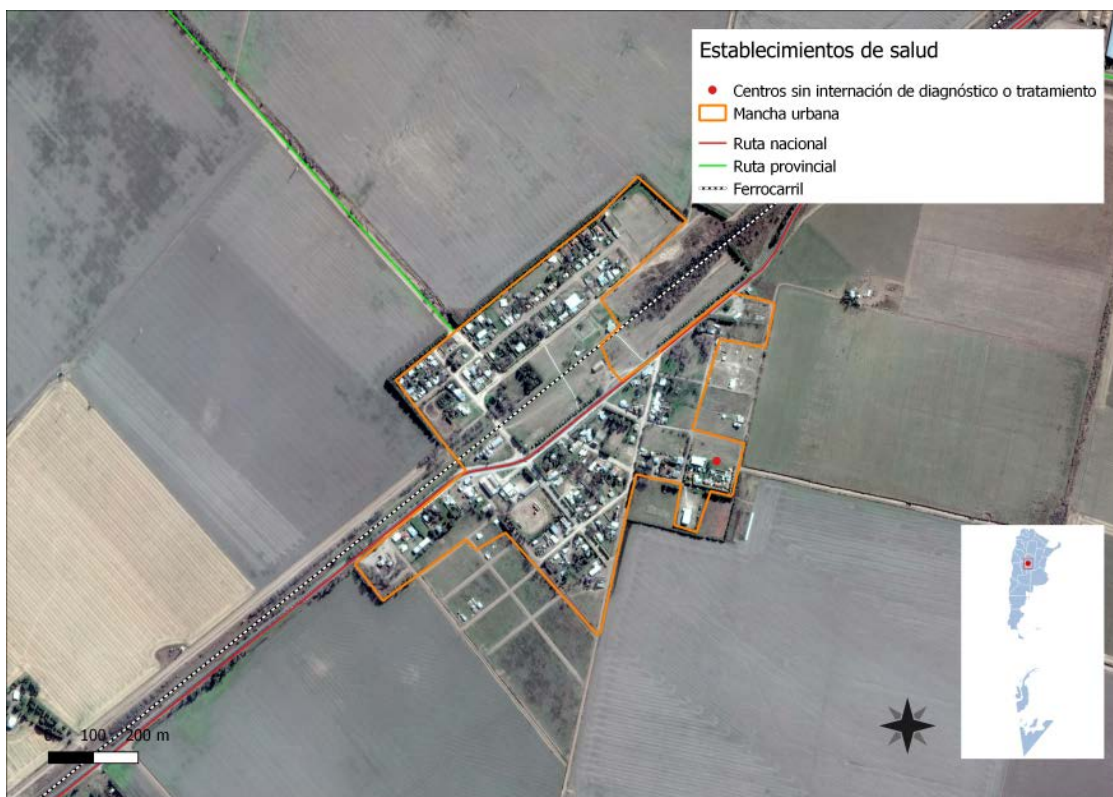 Establecimientos de salud
Centros sin internación de diagnóstico o tratamiento
Mancha urbana
Ruta nacional
Ruta provincial
Ferrocarril
0 100 200 m